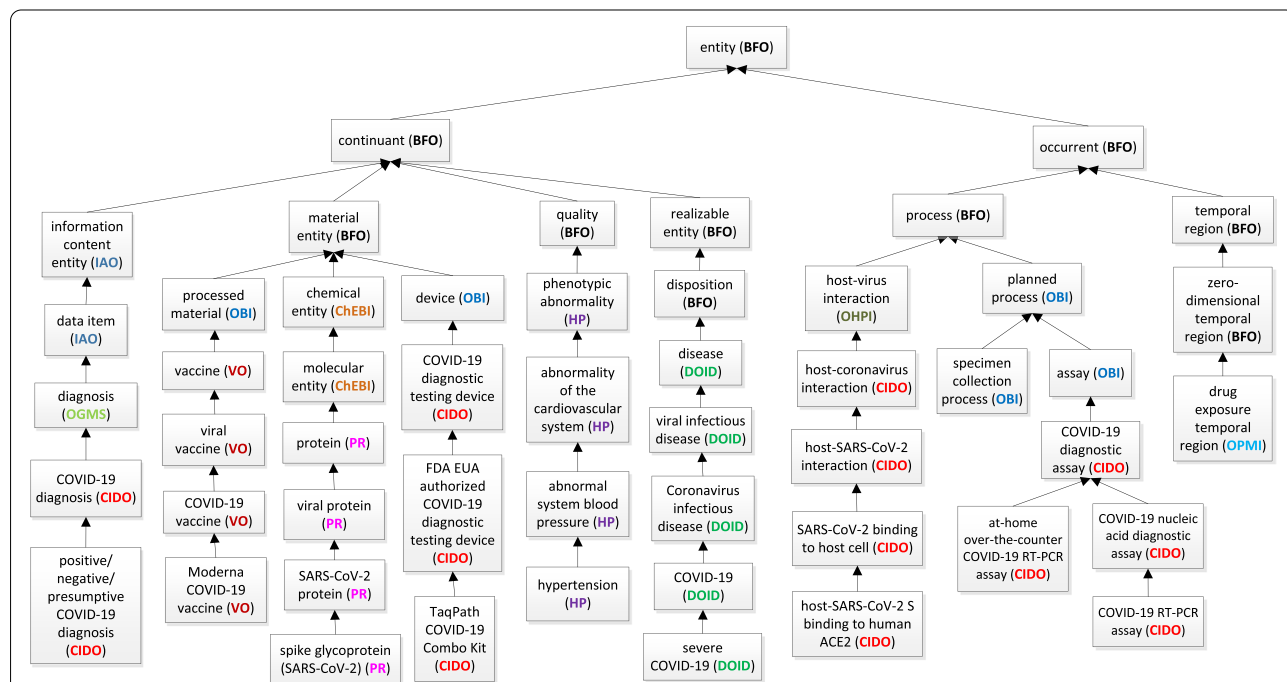 entity (BFO)
continuant (BFO)
occurrent (BFO)
information
content
entity (IAO)
data item
(IAO)
diagnosis
(OGMS)
COVID-19
diagnosis (CIDO)
positive/
negative/
presumptive
COVID-19
diagnosis
(CIDO)
material
entity (BFO)
processed
material (OBI)
vaccine (VO)
viral
vaccine (VO)
COVID-19
vaccine (VO)
Moderna
COVID-19
vaccine (VO)
chemical
entity (ChEBI)
molecular
entity (ChEBI)
protein (PR)
viral protein
(PR)
SARS-CoV-2
protein (PR)
spike glycoprotein
(SARS-CoV-2) (PR)
device (OBI)
COVID-19
diagnostic
testing device
(CIDO)
FDA EUA
authorized
COVID-19
diagnostic
testing device
(CIDO)
TaqPath
COVID-19
Combo Kit
(CIDO)
quality
(BFO)
phenotypic
abnormality
(HP)
abnormality
of the
cardiovascular
system (HP)
abnormal
system blood
pressure (HP)
hypertension
(HP)
realizable
entity (BFO)
disposition
(BFO)
disease
(DOID)
viral infectious
disease (DOID)
Coronavirus
infectious
disease (DOID)
COVID-19
(DOID)
severe
COVID-19 (DOID)
process (BFO)
host-virus
interaction
(OHPI)
host-coronavirus
interaction (CIDO)
host-SARS-CoV-2
interaction (CIDO)
SARS-CoV-2 binding
to host cell (CIDO)
host-SARS-CoV-2 S
binding to human
ACE2 (CIDO)
planned
process (OBI)
specimen
collection
process (OBI)
assay (OBI)
COVID-19
diagnostic
assay (CIDO)
at-home
over-the-counter
COVID-19 RT-PCR
assay (CIDO)
COVID-19 nucleic
acid diagnostic
assay (CIDO)
COVID-19 RT-PCR
assay (CIDO)
temporal
region (BFO)
zero-
dimensional
temporal
region (BFO)
drug
exposure
temporal
region
(OPMI)